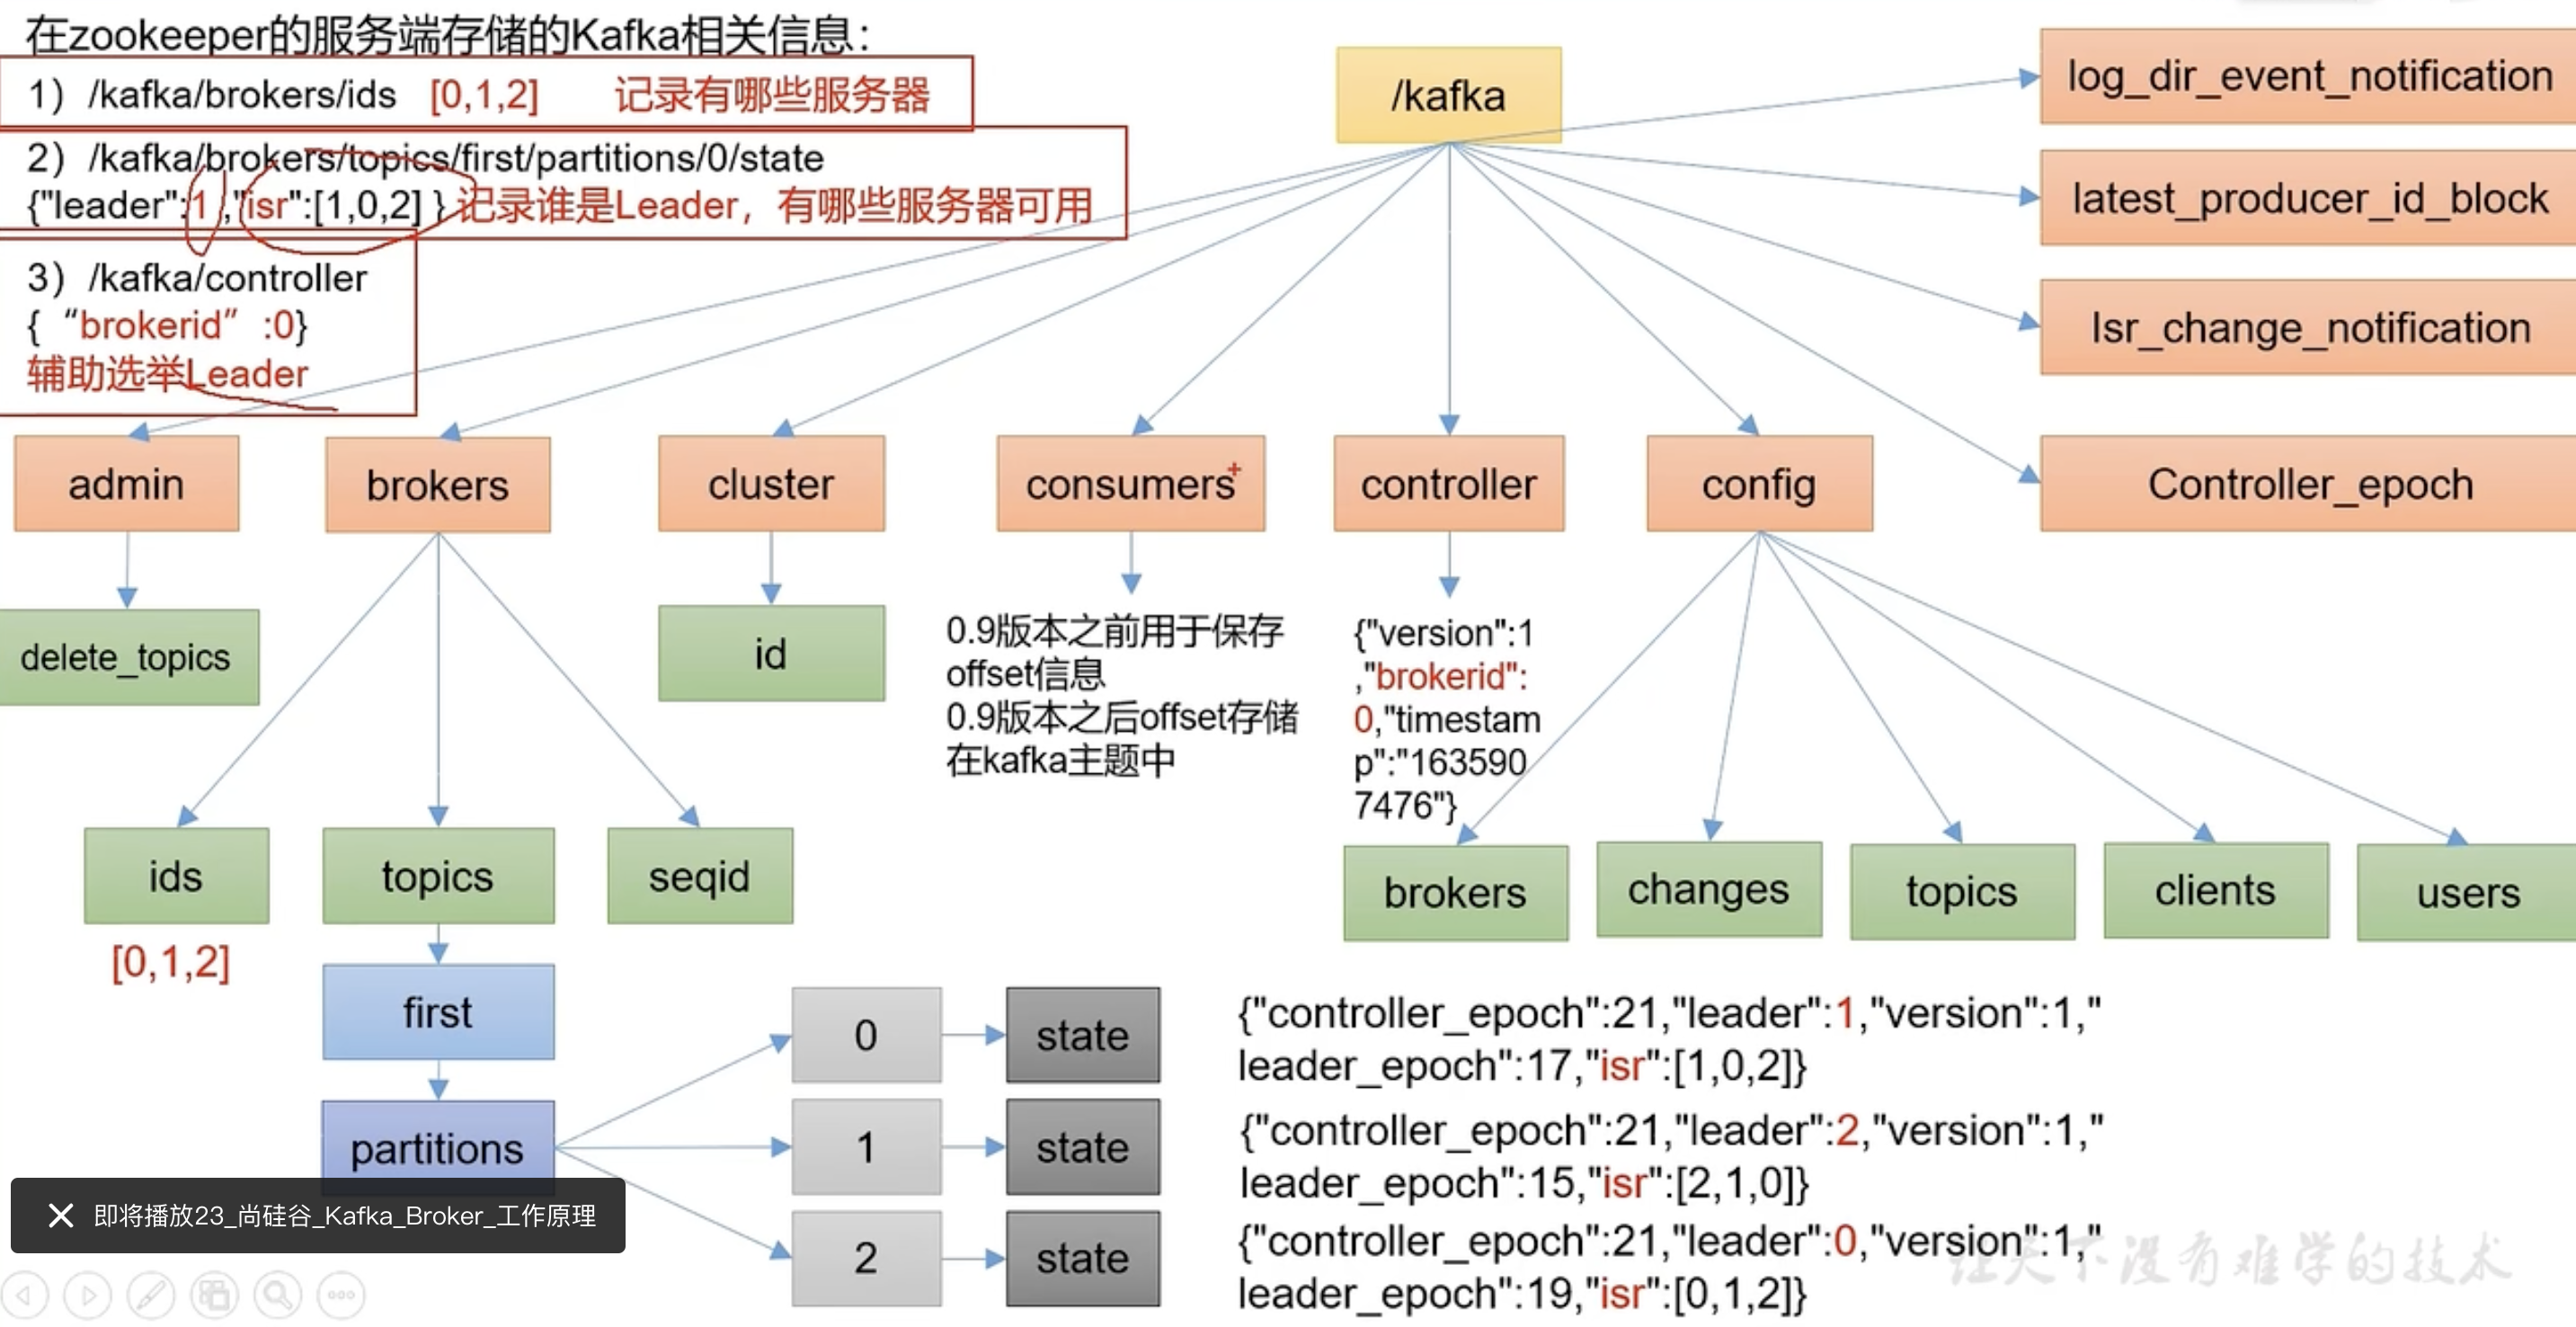 在zookeeper的服务端存储的Kafka相关信息：
1）/kafka/brokers/ids [0,1,2] 记录有哪些服务器
2）/kafka/brokers/topics/first/partitions/0/state
{"leader":1 ,"isr":[1,0,2] } 记录谁是Leader，有哪些服务器可用
3）/kafka/controller
{ “brokerid” :0}
辅助选举Leader
/kafka
log_dir_event_notification
latest_producer_id_block
Isr_change_notification
Controller_epoch
admin
brokers
cluster
consumers
controller
config
delete_topics
id
0.9版本之前用于保存
offset信息
0.9版本之后offset存储
在kafka主题中
{"version":1
,"brokerid":
0,"timestam
p":"163590
7476"}
ids
topics
seqid
brokers
changes
topics
clients
users
[0,1,2]
first
partitions
0
state
1
state
2
state
{"controller_epoch":21,"leader":1,"version":1,"
leader_epoch":17,"isr":[1,0,2]}
{"controller_epoch":21,"leader":2,"version":1,"
leader_epoch":15,"isr":[2,1,0]}
{"controller_epoch":21,"leader":0,"version":1,"
leader_epoch":19,"isr":[0,1,2]}
让天下没有难学的技术
即将播放23_尚硅谷_Kafka_Broker_工作原理